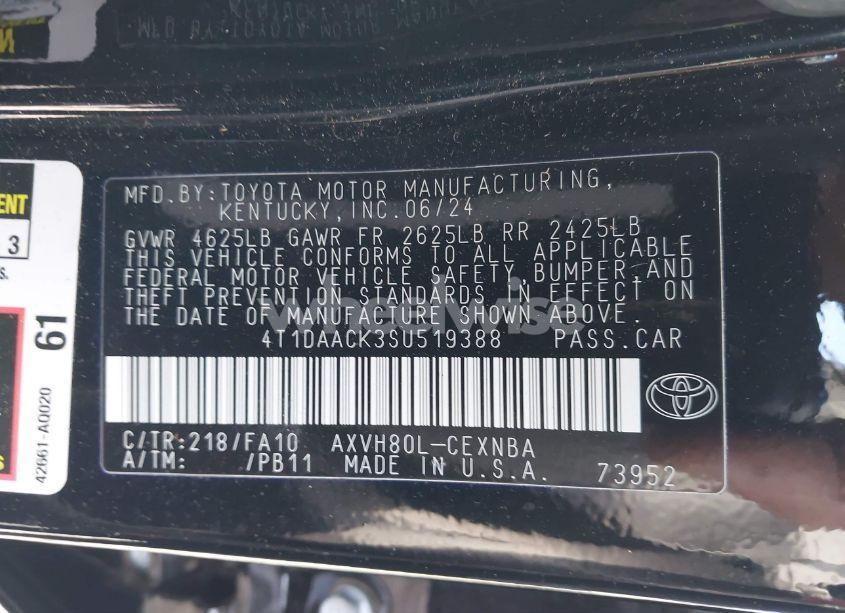 MFD.BY:TOYOTA MOTOR MANUFACTURING,
KENTUCKY, INC.06/24
GVWR 4625LB GAWR FR 2625LB RR 2425LB
THIS VEHICLE CONFORMS TO ALL APPLICABLE
FEDERAL MOTOR VEHICLE SAFETY, BUMPER, AND
THEFT PREVENTION STANDARDS IN EFFECT ON
THE DATE OF MANUFACTURE SHOWN ABOVE.
4T1DAACK3SU519388 PASS.CAR
C/TR:218/FA10 AXVH80L-CEXNBA
A/TM: /PB11 MADE IN U.S.A. 73952
3
61
42661-A0020